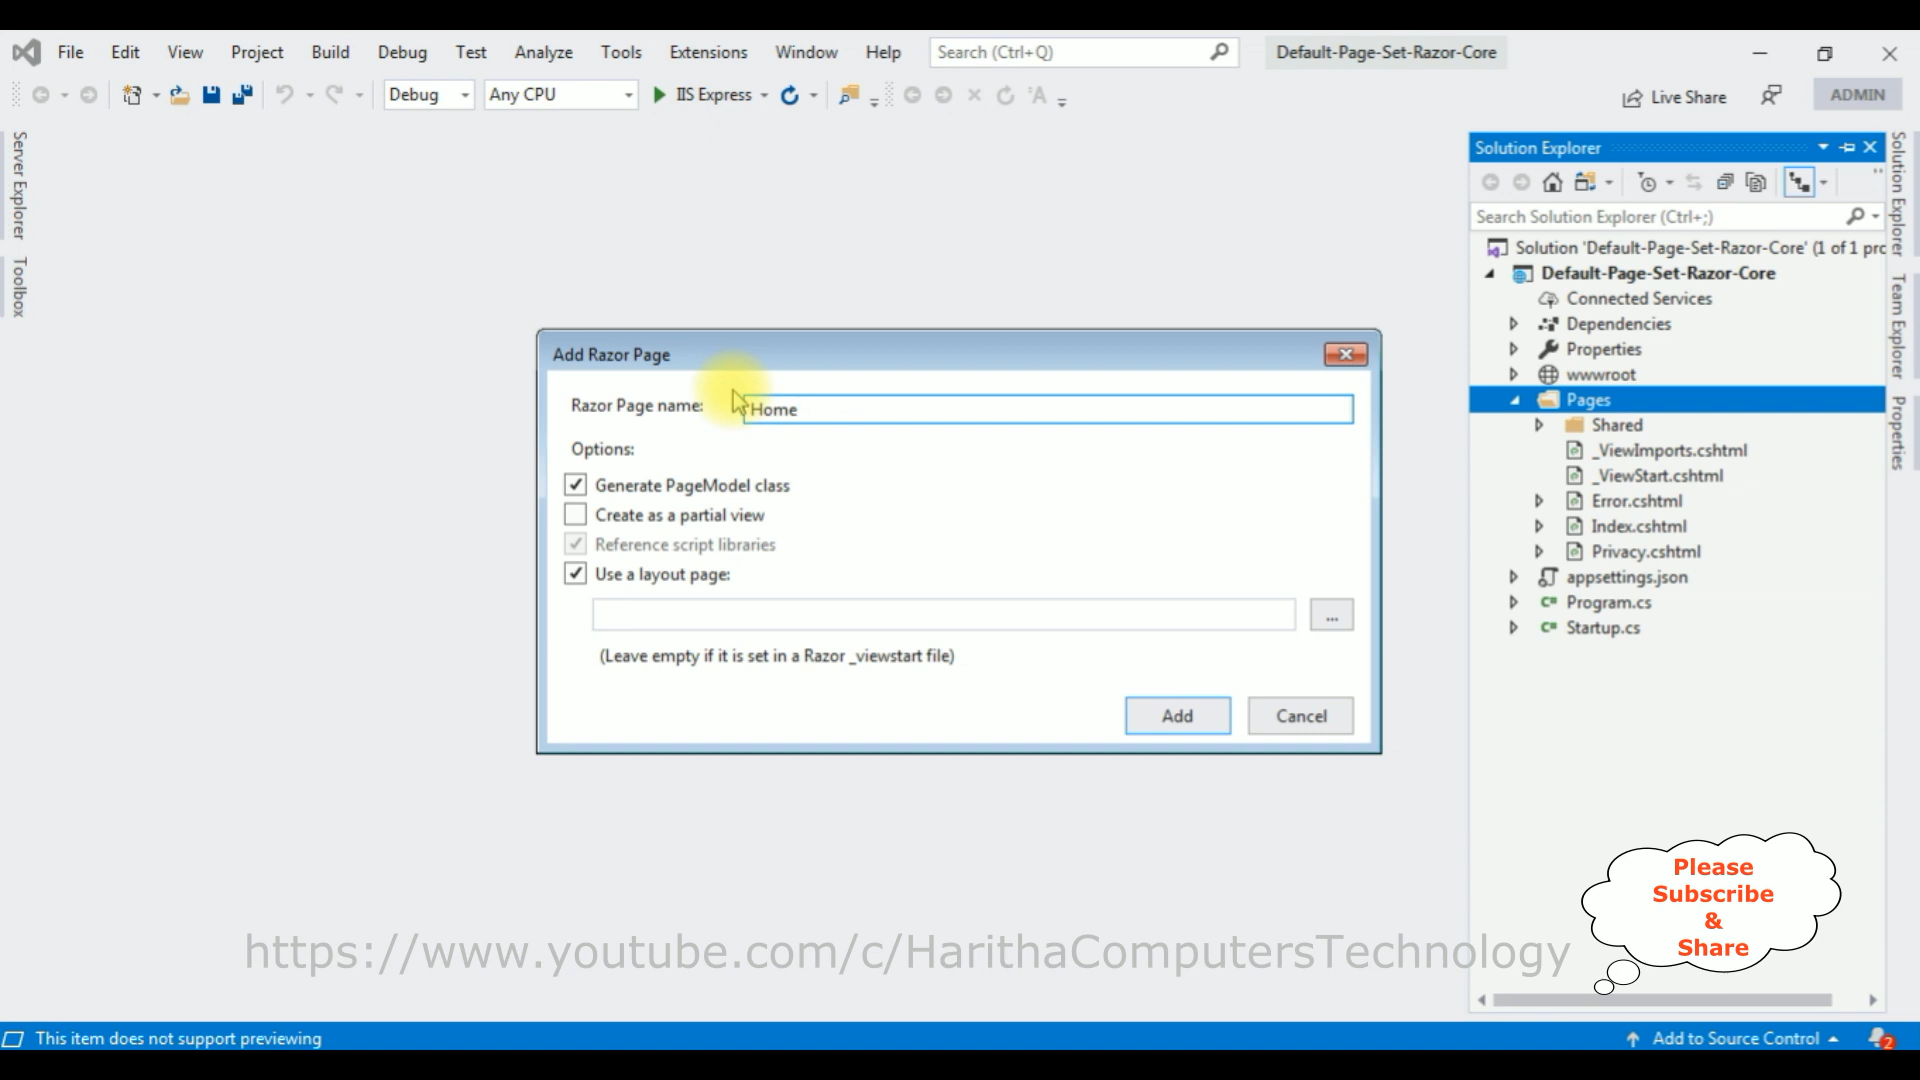 File Edit View Project Build Debug Test Analyze Tools Extensions Window Help Search (Ctrl+Q) Default-Page-Set-Razor-Core
Debug Any CPU IIS Express Live Share ADMIN
Server Explorer
Toolbox
Solution Explorer
Search Solution Explorer (Ctrl+;)
Solution 'Default-Page-Set-Razor-Core' (1 of 1 prc
Default-Page-Set-Razor-Core
Connected Services
Dependencies
Properties
wwwroot
Pages
Shared
_ViewImports.cshtml
_ViewStart.cshtml
Error.cshtml
Index.cshtml
Privacy.cshtml
appsettings.json
C# Program.cs
C# Startup.cs
Solution Explorer
Team Explorer
Properties
Add Razor Page
Razor Page name: Home
Options:
Generate PageModel class
Create as a partial view
Reference script libraries
Use a layout page:
...
(Leave empty if it is set in a Razor _viewstart file)
Add Cancel
Please
Subscribe
&
Share
https://www.youtube.com/c/HarithaComputersTechnology
This item does not support previewing
Add to Source Control 2